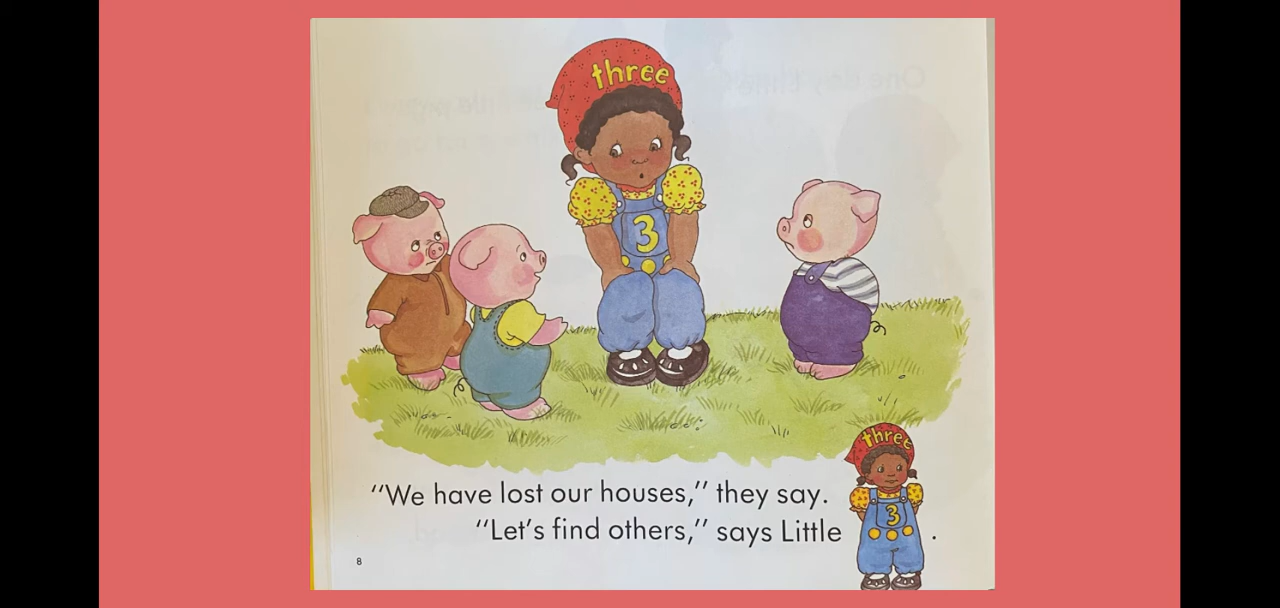 three
3
"We have lost our houses," they say.
"Let's find others," says Little
three
3
.
8